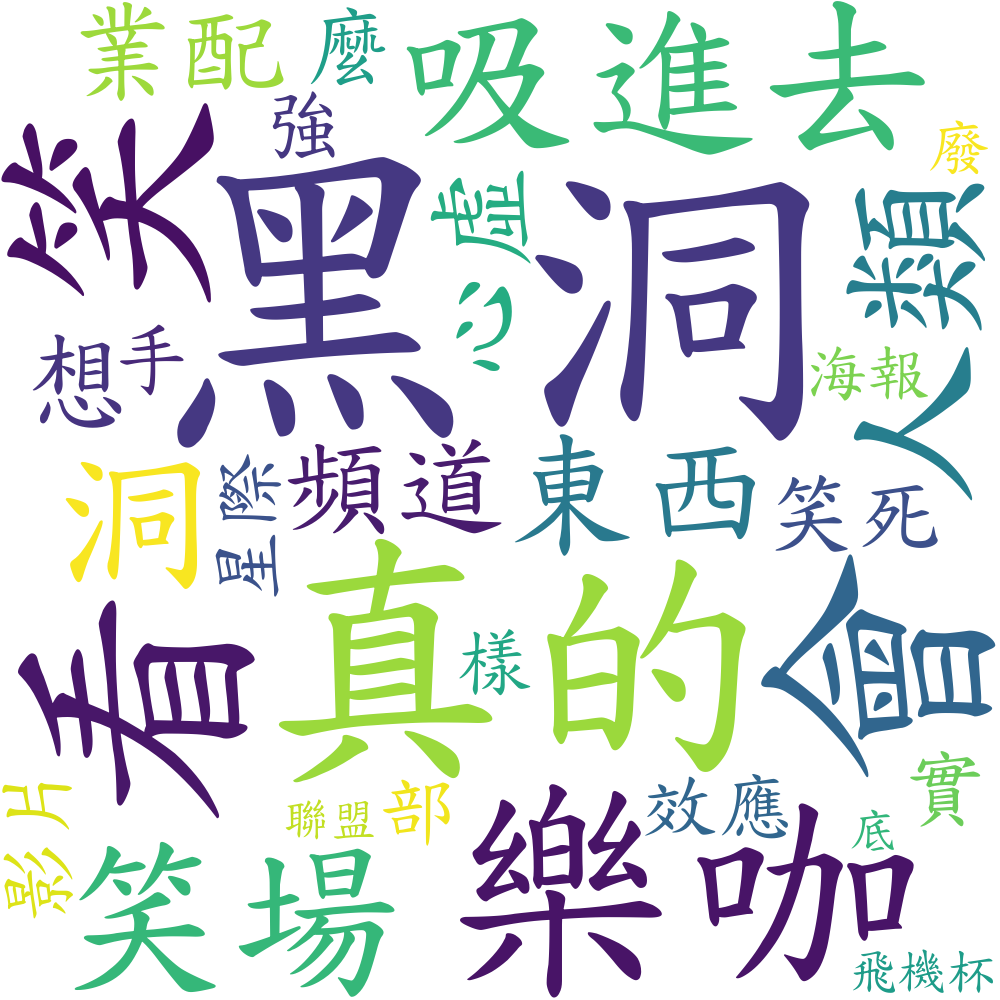 業配
麼
吸進去
強
廢
笑
黑洞
心虛
人類
想
手
海報
洞
星際
頻道
東西
笑死
看
真的
樣
會
影片
聯盟
部
效應
實
底
笑場
樂咖
飛機杯